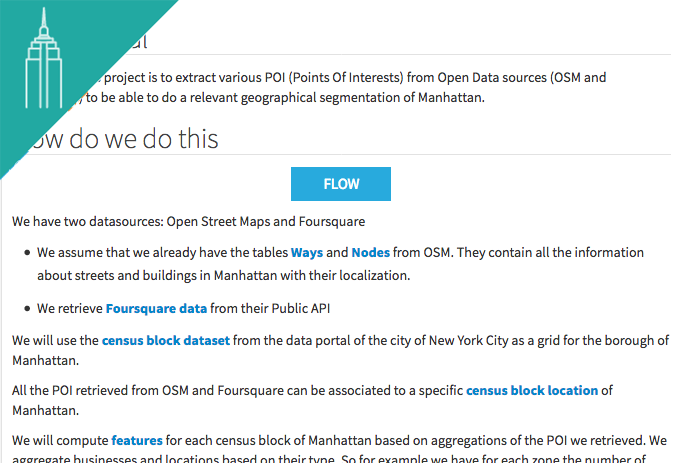 project is to extract various POI (Points Of Interests) from Open Data sources (OSM and
to be able to do a relevant geographical segmentation of Manhattan.
ow do we do this
FLOW
We have two datasources: Open Street Maps and Foursquare
• We assume that we already have the tables Ways and Nodes from OSM. They contain all the information
about streets and buildings in Manhattan with their localization.
• We retrieve Foursquare data from their Public API
We will use the census block dataset from the data portal of the city of New York City as a grid for the borough of
Manhattan.
All the POI retrieved from OSM and Foursquare can be associated to a specific census block location of
Manhattan.
We will compute features for each census block of Manhattan based on aggregations of the POI we retrieved. We
aggregate businesses and locations based on their type. So for example we have for each zone the number of